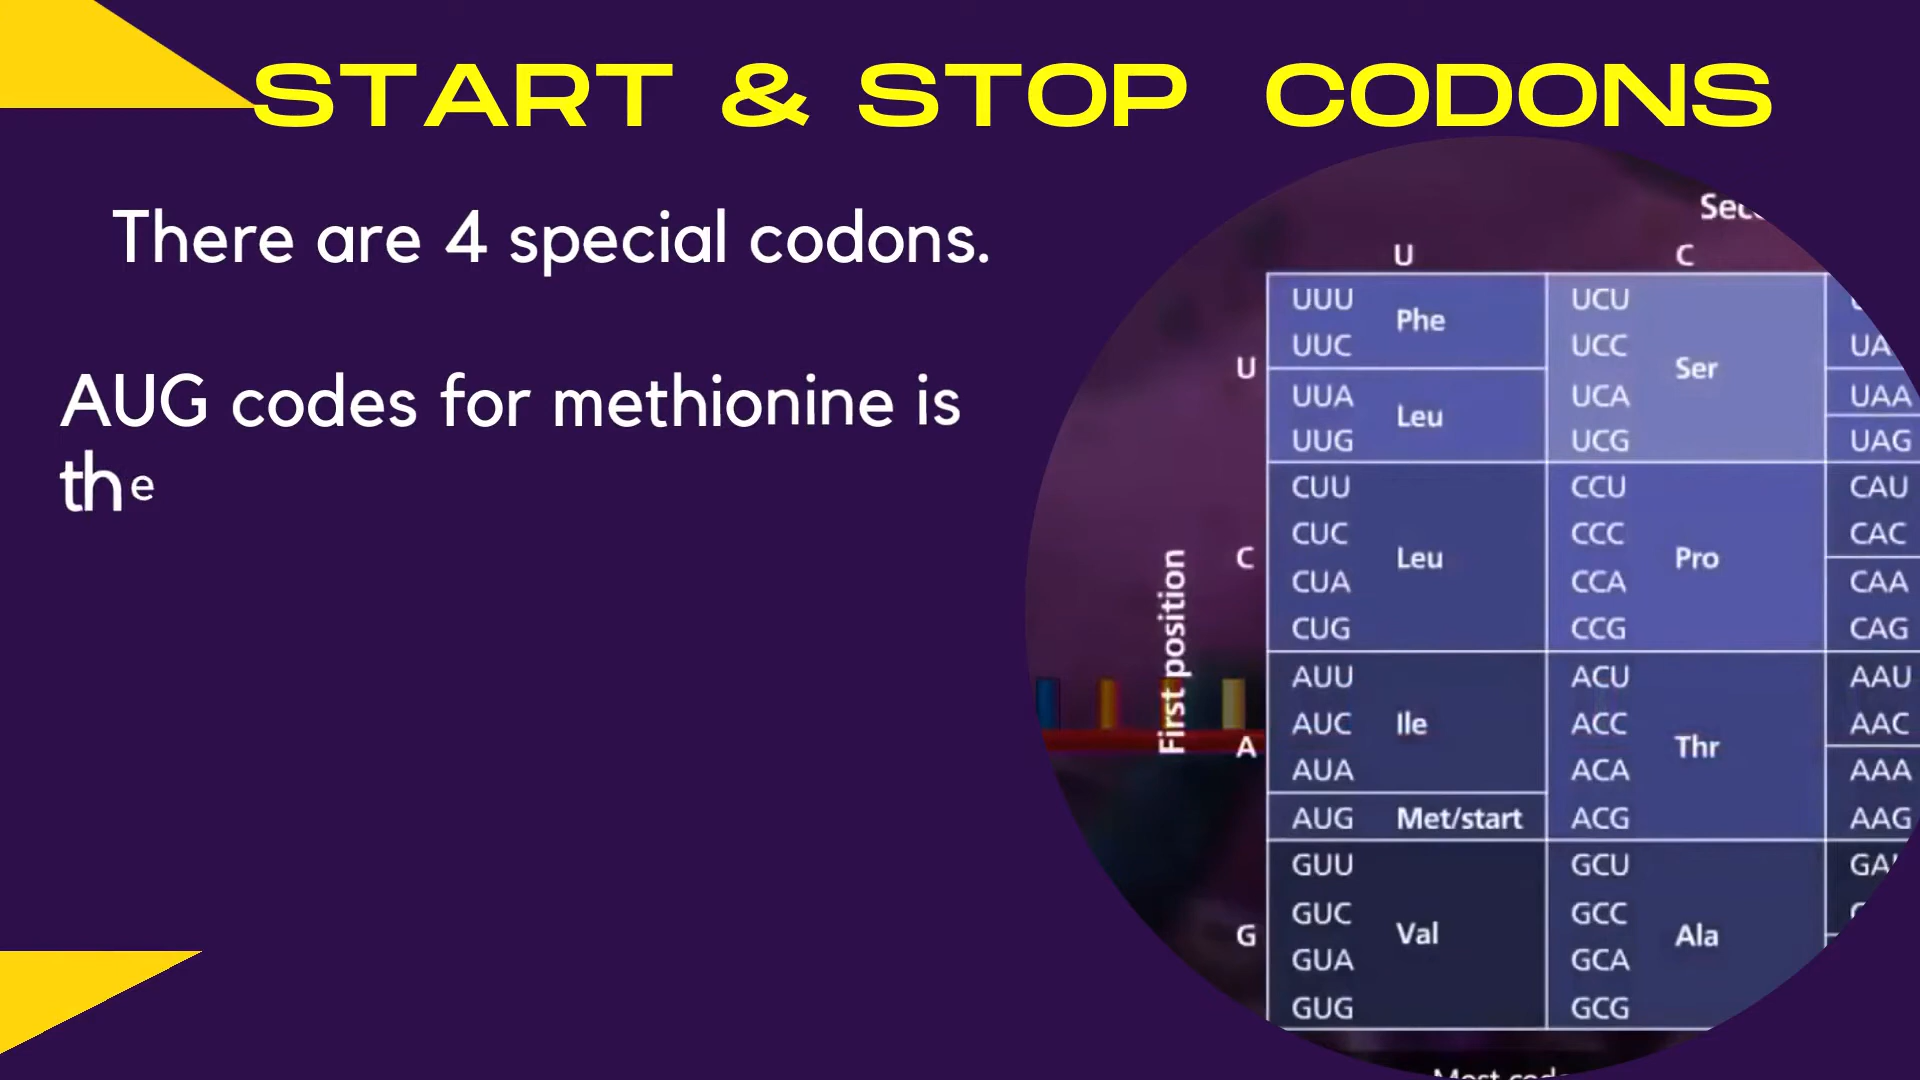 START & STOP CODONS
There are 4 special codons.
AUG codes for methionine is
the
U C
First position
U
UUU
UUC
Phe
UUA
UUG
Leu
UCU
UCC
UCA
UCG
Ser
UAA
UAG
C
CUU
CUC
CUA
CUG
Leu
CCU
CCC
CCA
CCG
Pro
CAU
CAC
CAA
CAG
A
AUU
AUC
AUA
Ile
AUG Met/start
ACU
ACC
ACA
ACG
Thr
AAU
AAC
AAA
AAG
G
GUU
GUC
GUA
GUG
Val
GCU
GCC
GCA
GCG
Ala